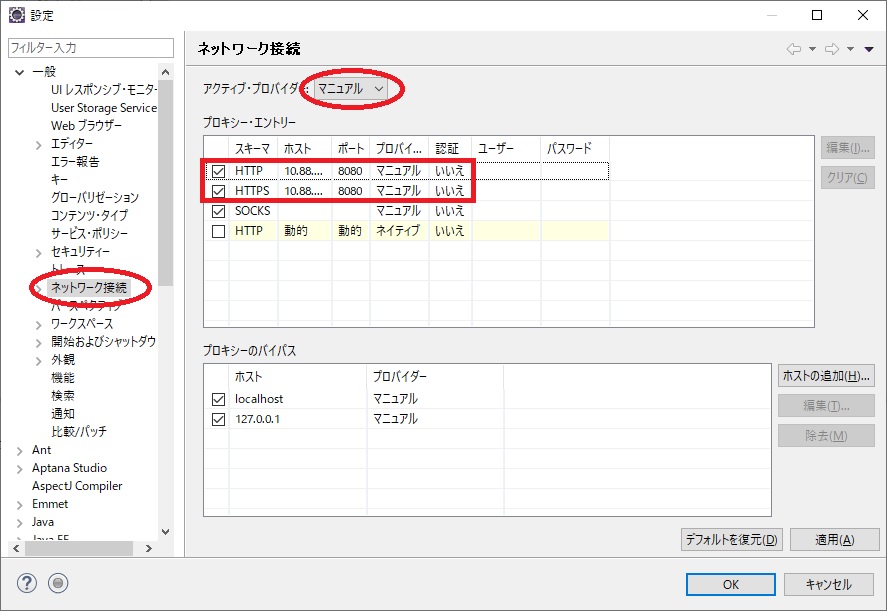 設定
フィルター入力
一般
UI レスポンシブ・モニタ-
User Storage Service
Web ブラウザー
エディター
エラー報告
キー
グローバリゼーション
コンテンツ・タイプ
サービス・ポリシー
セキュリティー
トレース
ネットワーク接続
パースペクティブ
ワークスペース
開始およびシャットダウ
外観
機能
検索
通知
比較/パッチ
Ant
Aptana Studio
AspectJ Compiler
Emmet
Java
Java EE
ネットワーク接続
アクティブ・プロバイダー: マニュアル
プロキシー・エントリー
スキーマ ホスト ポート プロバイ... 認証 ユーザー パスワード
HTTP 10.88.... 8080 マニュアル いいえ
HTTPS 10.88.... 8080 マニュアル いいえ
SOCKS マニュアル いいえ
HTTP 動的 動的 ネイティブ いいえ
編集(I)...
クリア(C)
プロキシーのバイパス
ホスト プロバイダー
localhost マニュアル
127.0.0.1 マニュアル
ホストの追加(H)...
編集(T)...
除去(M)
デフォルトを復元(D) 適用(A)
OK キャンセル